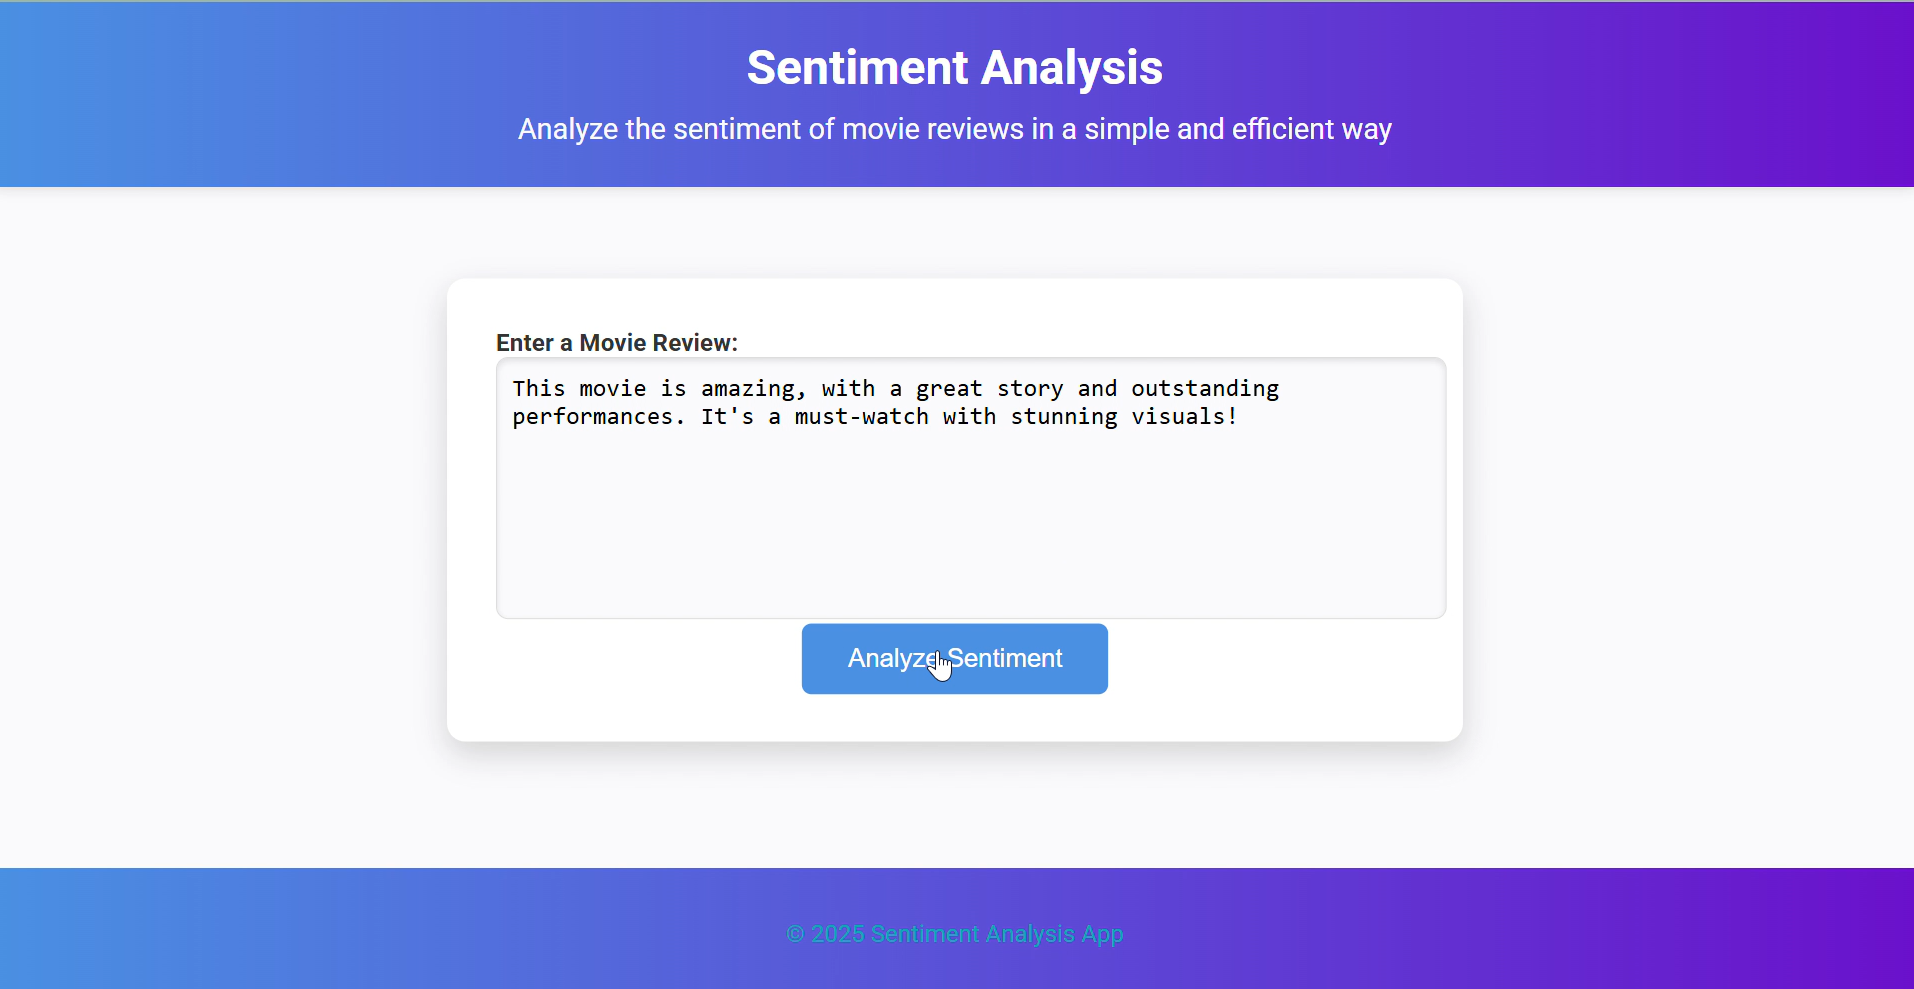 Sentiment Analysis
Analyze the sentiment of movie reviews in a simple and efficient way
Enter a Movie Review:
This movie is amazing, with a great story and outstanding
performances. It's a must-watch with stunning visuals!
Analyze Sentiment
© 2025 Sentiment Analysis App